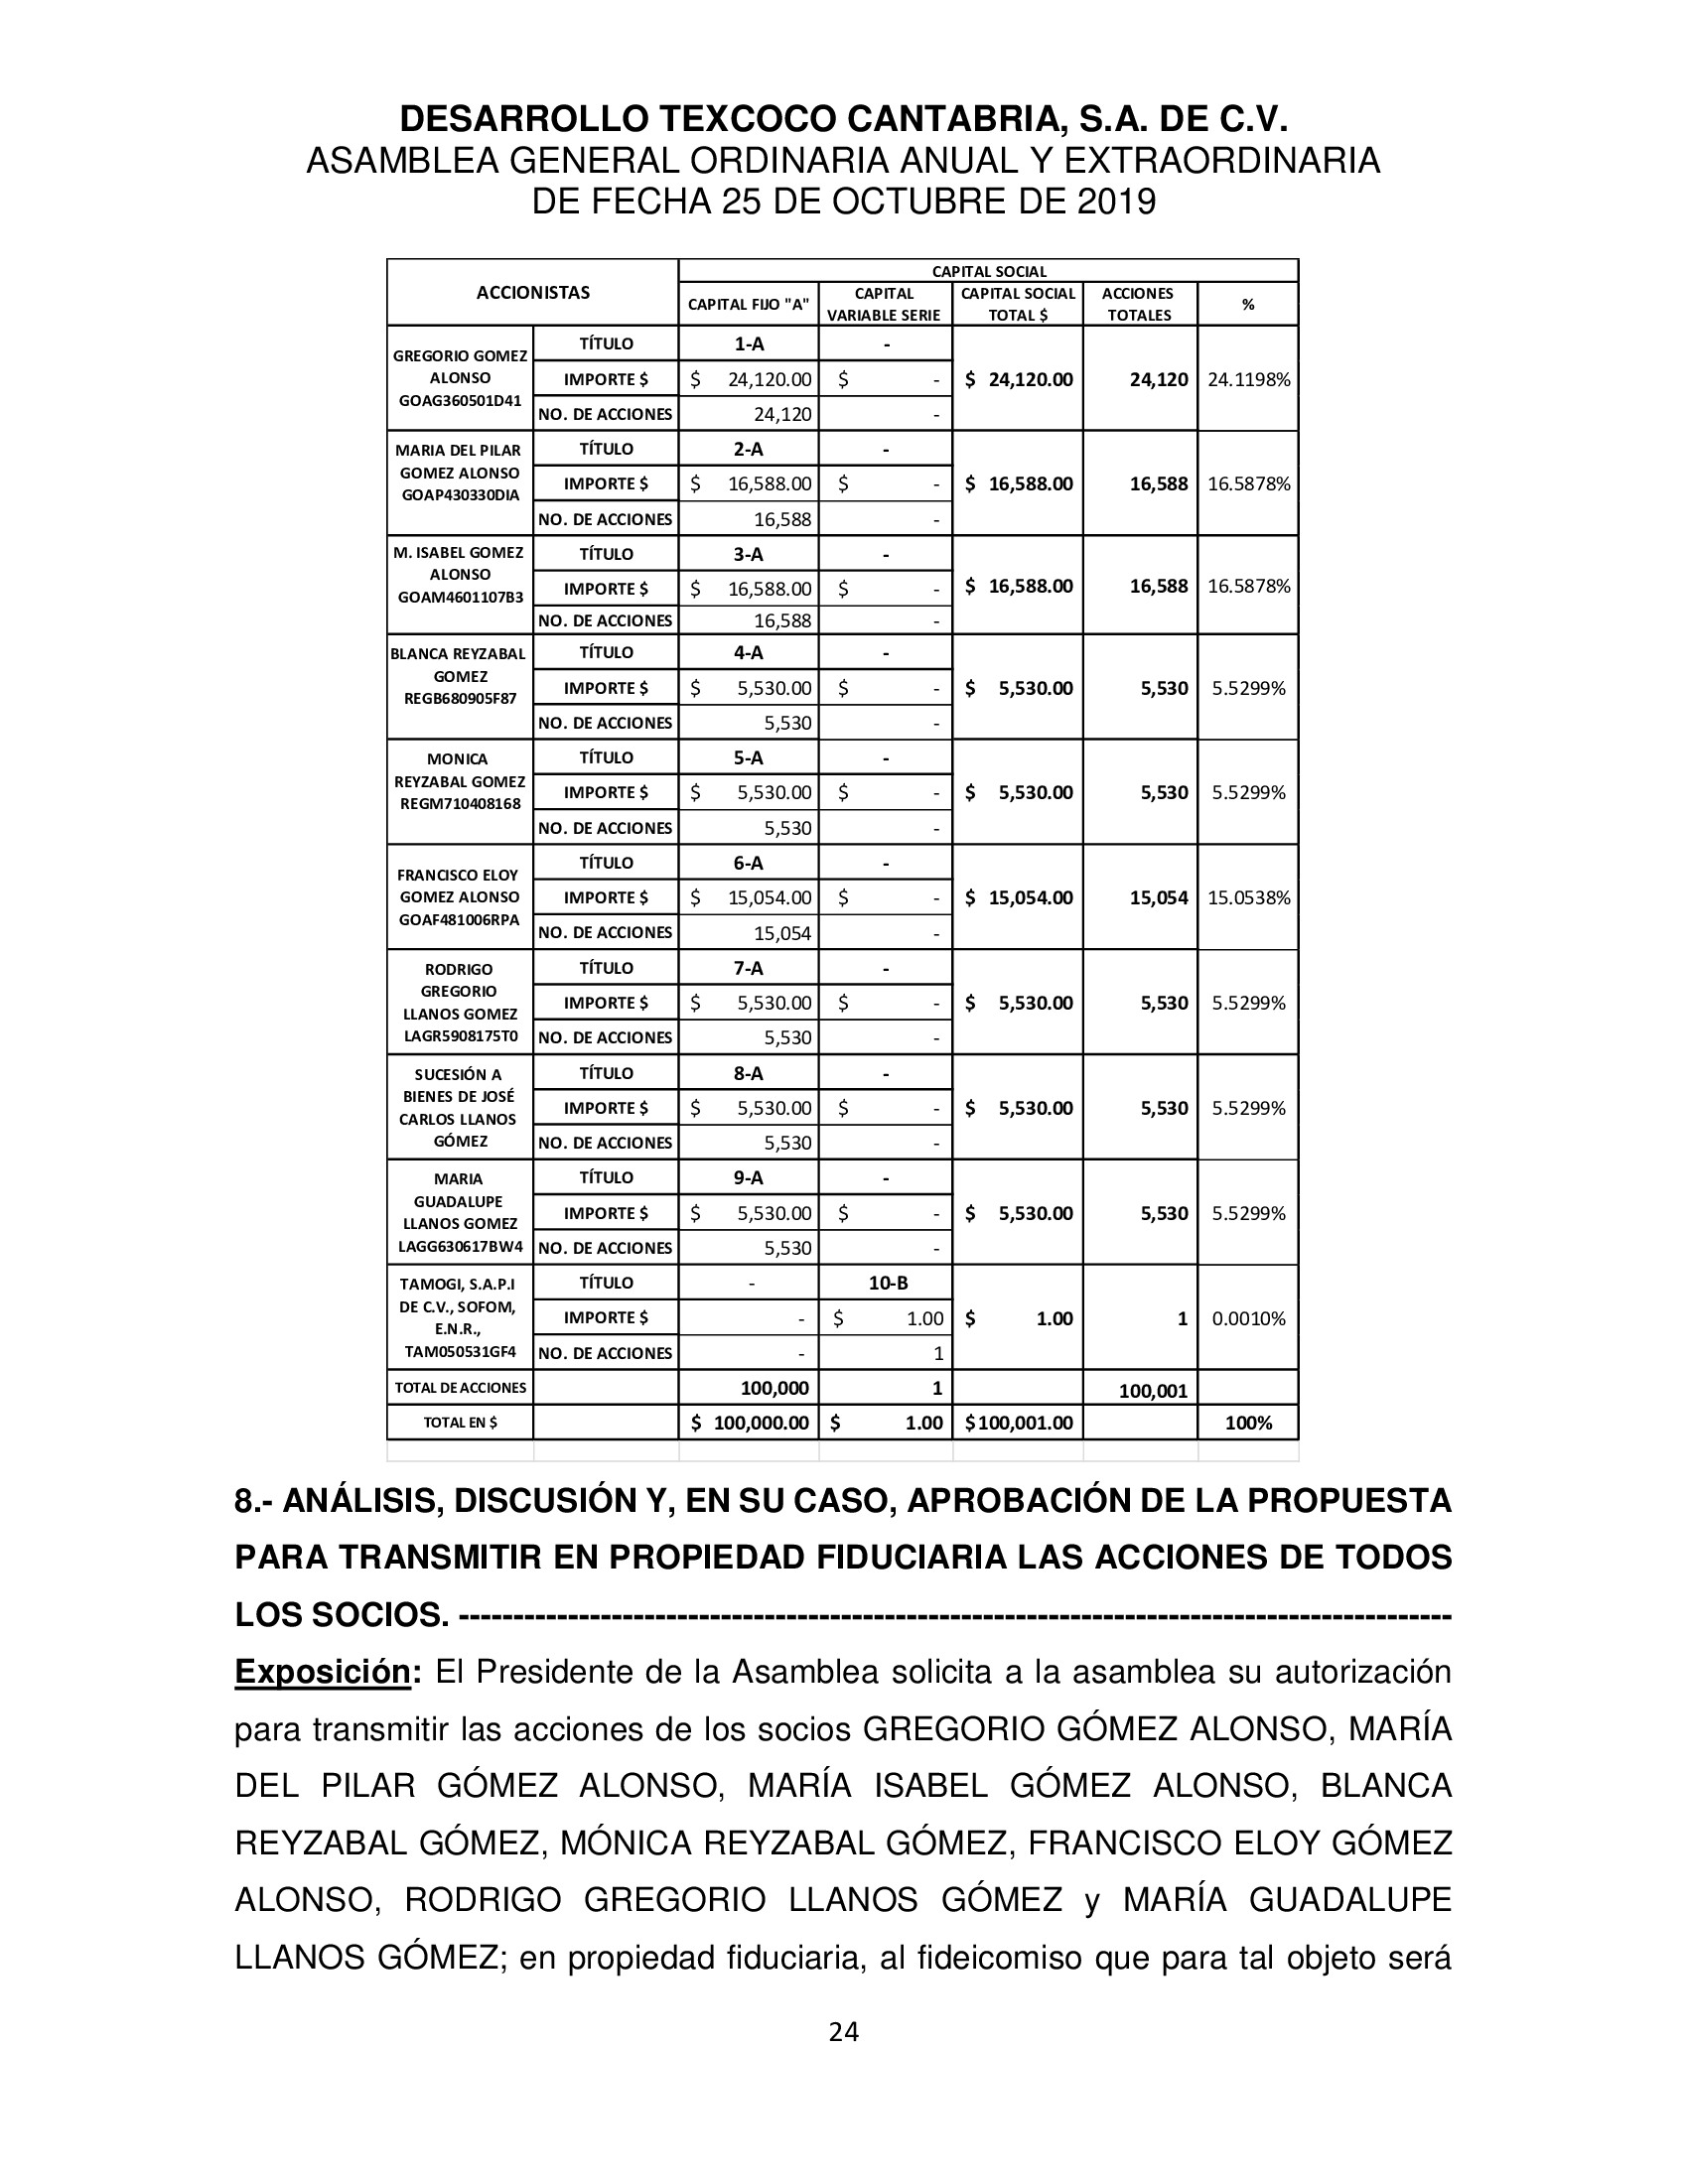 DESARROLLO TEXCOCO CANTABRIA, S.A. DE C.V.
ASAMBLEA GENERAL ORDINARIA ANUAL Y EXTRAORDINARIA
DE FECHA 25 DE OCTUBRE DE 2019
ACCIONISTAS
CAPITAL SOCIAL
CAPITAL FIJO "A"
CAPITAL
VARIABLE SERIE
CAPITAL SOCIAL
TOTAL $
ACCIONES
TOTALES
%
GREGORIO GOMEZ
ALONSO
GOAG360501D41
TÍTULO 1-A -
IMPORTE $ $ 24,120.00 $ - $ 24,120.00 24,120 24.1198%
NO. DE ACCIONES 24,120 -
MARIA DEL PILAR
GOMEZ ALONSO
GOAP430330DIA
TÍTULO 2-A -
IMPORTE $ $ 16,588.00 $ - $ 16,588.00 16,588 16.5878%
NO. DE ACCIONES 16,588 -
M. ISABEL GOMEZ
ALONSO
GOAM4601107B3
TÍTULO 3-A -
IMPORTE $ $ 16,588.00 $ - $ 16,588.00 16,588 16.5878%
NO. DE ACCIONES 16,588 -
BLANCA REYZABAL
GOMEZ
REGB680905F87
TÍTULO 4-A -
IMPORTE $ $ 5,530.00 $ - $ 5,530.00 5,530 5.5299%
NO. DE ACCIONES 5,530 -
MONICA
REYZABAL GOMEZ
REGM710408168
TÍTULO 5-A -
IMPORTE $ $ 5,530.00 $ - $ 5,530.00 5,530 5.5299%
NO. DE ACCIONES 5,530 -
FRANCISCO ELOY
GOMEZ ALONSO
GOAF481006RPA
TÍTULO 6-A -
IMPORTE $ $ 15,054.00 $ - $ 15,054.00 15,054 15.0538%
NO. DE ACCIONES 15,054 -
RODRIGO
GREGORIO
LLANOS GOMEZ
LAGR5908175T0
TÍTULO 7-A -
IMPORTE $ $ 5,530.00 $ - $ 5,530.00 5,530 5.5299%
NO. DE ACCIONES 5,530 -
SUCESIÓN A
BIENES DE JOSÉ
CARLOS LLANOS
GÓMEZ
TÍTULO 8-A -
IMPORTE $ $ 5,530.00 $ - $ 5,530.00 5,530 5.5299%
NO. DE ACCIONES 5,530 -
MARIA
GUADALUPE
LLANOS GOMEZ
LAGG630617BW4
TÍTULO 9-A -
IMPORTE $ $ 5,530.00 $ - $ 5,530.00 5,530 5.5299%
NO. DE ACCIONES 5,530 -
TAMOGI, S.A.P.I
DE C.V., SOFOM,
E.N.R.,
TAM050531GF4
TÍTULO - 10-B
IMPORTE $ - $ 1.00 $ 1.00 1 0.0010%
NO. DE ACCIONES - 1
TOTAL DE ACCIONES 100,000 1 100,001
TOTAL EN $ $ 100,000.00 $ 1.00 $100,001.00 100%
8.- ANÁLISIS, DISCUSIÓN Y, EN SU CASO, APROBACIÓN DE LA PROPUESTA
PARA TRANSMITIR EN PROPIEDAD FIDUCIARIA LAS ACCIONES DE TODOS
LOS SOCIOS. -------------------------------------------------------------------------------------------
Exposición: El Presidente de la Asamblea solicita a la asamblea su autorización
para transmitir las acciones de los socios GREGORIO GÓMEZ ALONSO, MARÍA
DEL PILAR GÓMEZ ALONSO, MARÍA ISABEL GÓMEZ ALONSO, BLANCA
REYZABAL GÓMEZ, MÓNICA REYZABAL GÓMEZ, FRANCISCO ELOY GÓMEZ
ALONSO, RODRIGO GREGORIO LLANOS GÓMEZ y MARÍA GUADALUPE
LLANOS GÓMEZ; en propiedad fiduciaria, al fideicomiso que para tal objeto será
24